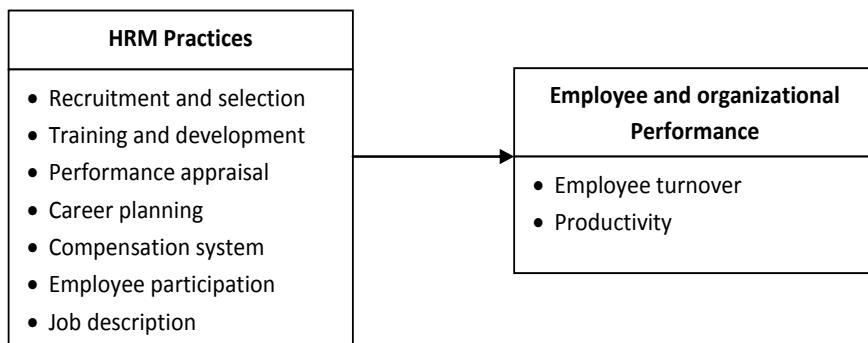 HRM Practices
• Recruitment and selection
• Training and development
• Performance appraisal
• Career planning
• Compensation system
• Employee participation
• Job description
Employee and organizational
Performance
• Employee turnover
• Productivity